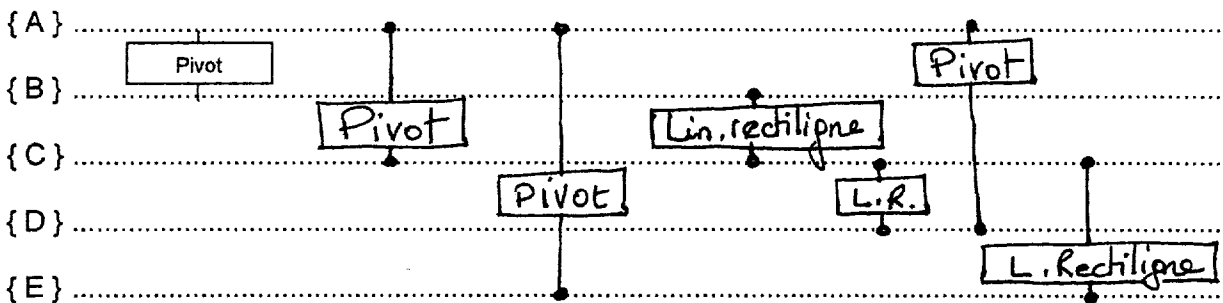 {A}
Pivot
Pivot
{B}
Pivot
Lin. rectiligne
{C}
Pivot
L.R.
{D}
L. Rectiligne
{E}